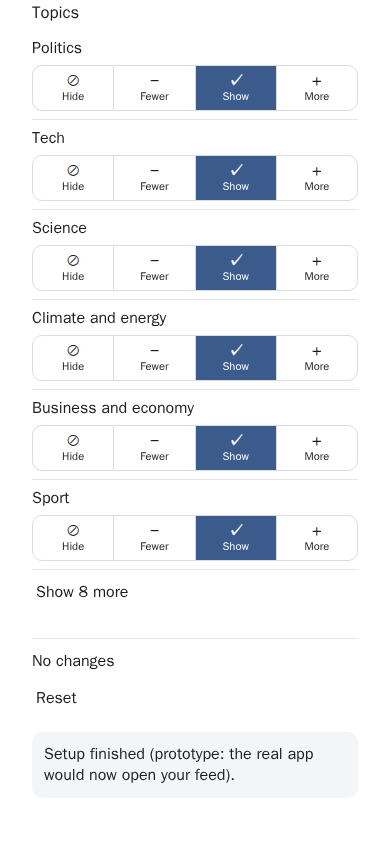 Topics
Politics
Hide Fewer Show More
Tech
Hide Fewer Show More
Science
Hide Fewer Show More
Climate and energy
Hide Fewer Show More
Business and economy
Hide Fewer Show More
Sport
Hide Fewer Show More
Show 8 more
No changes
Reset
Setup finished (prototype: the real app
would now open your feed).